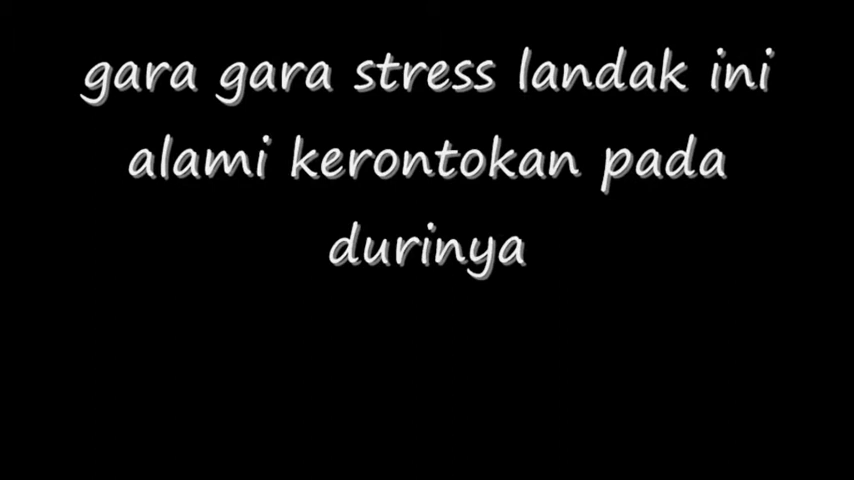 gara gara stress landak ini
alami kerontokan pada
durinya